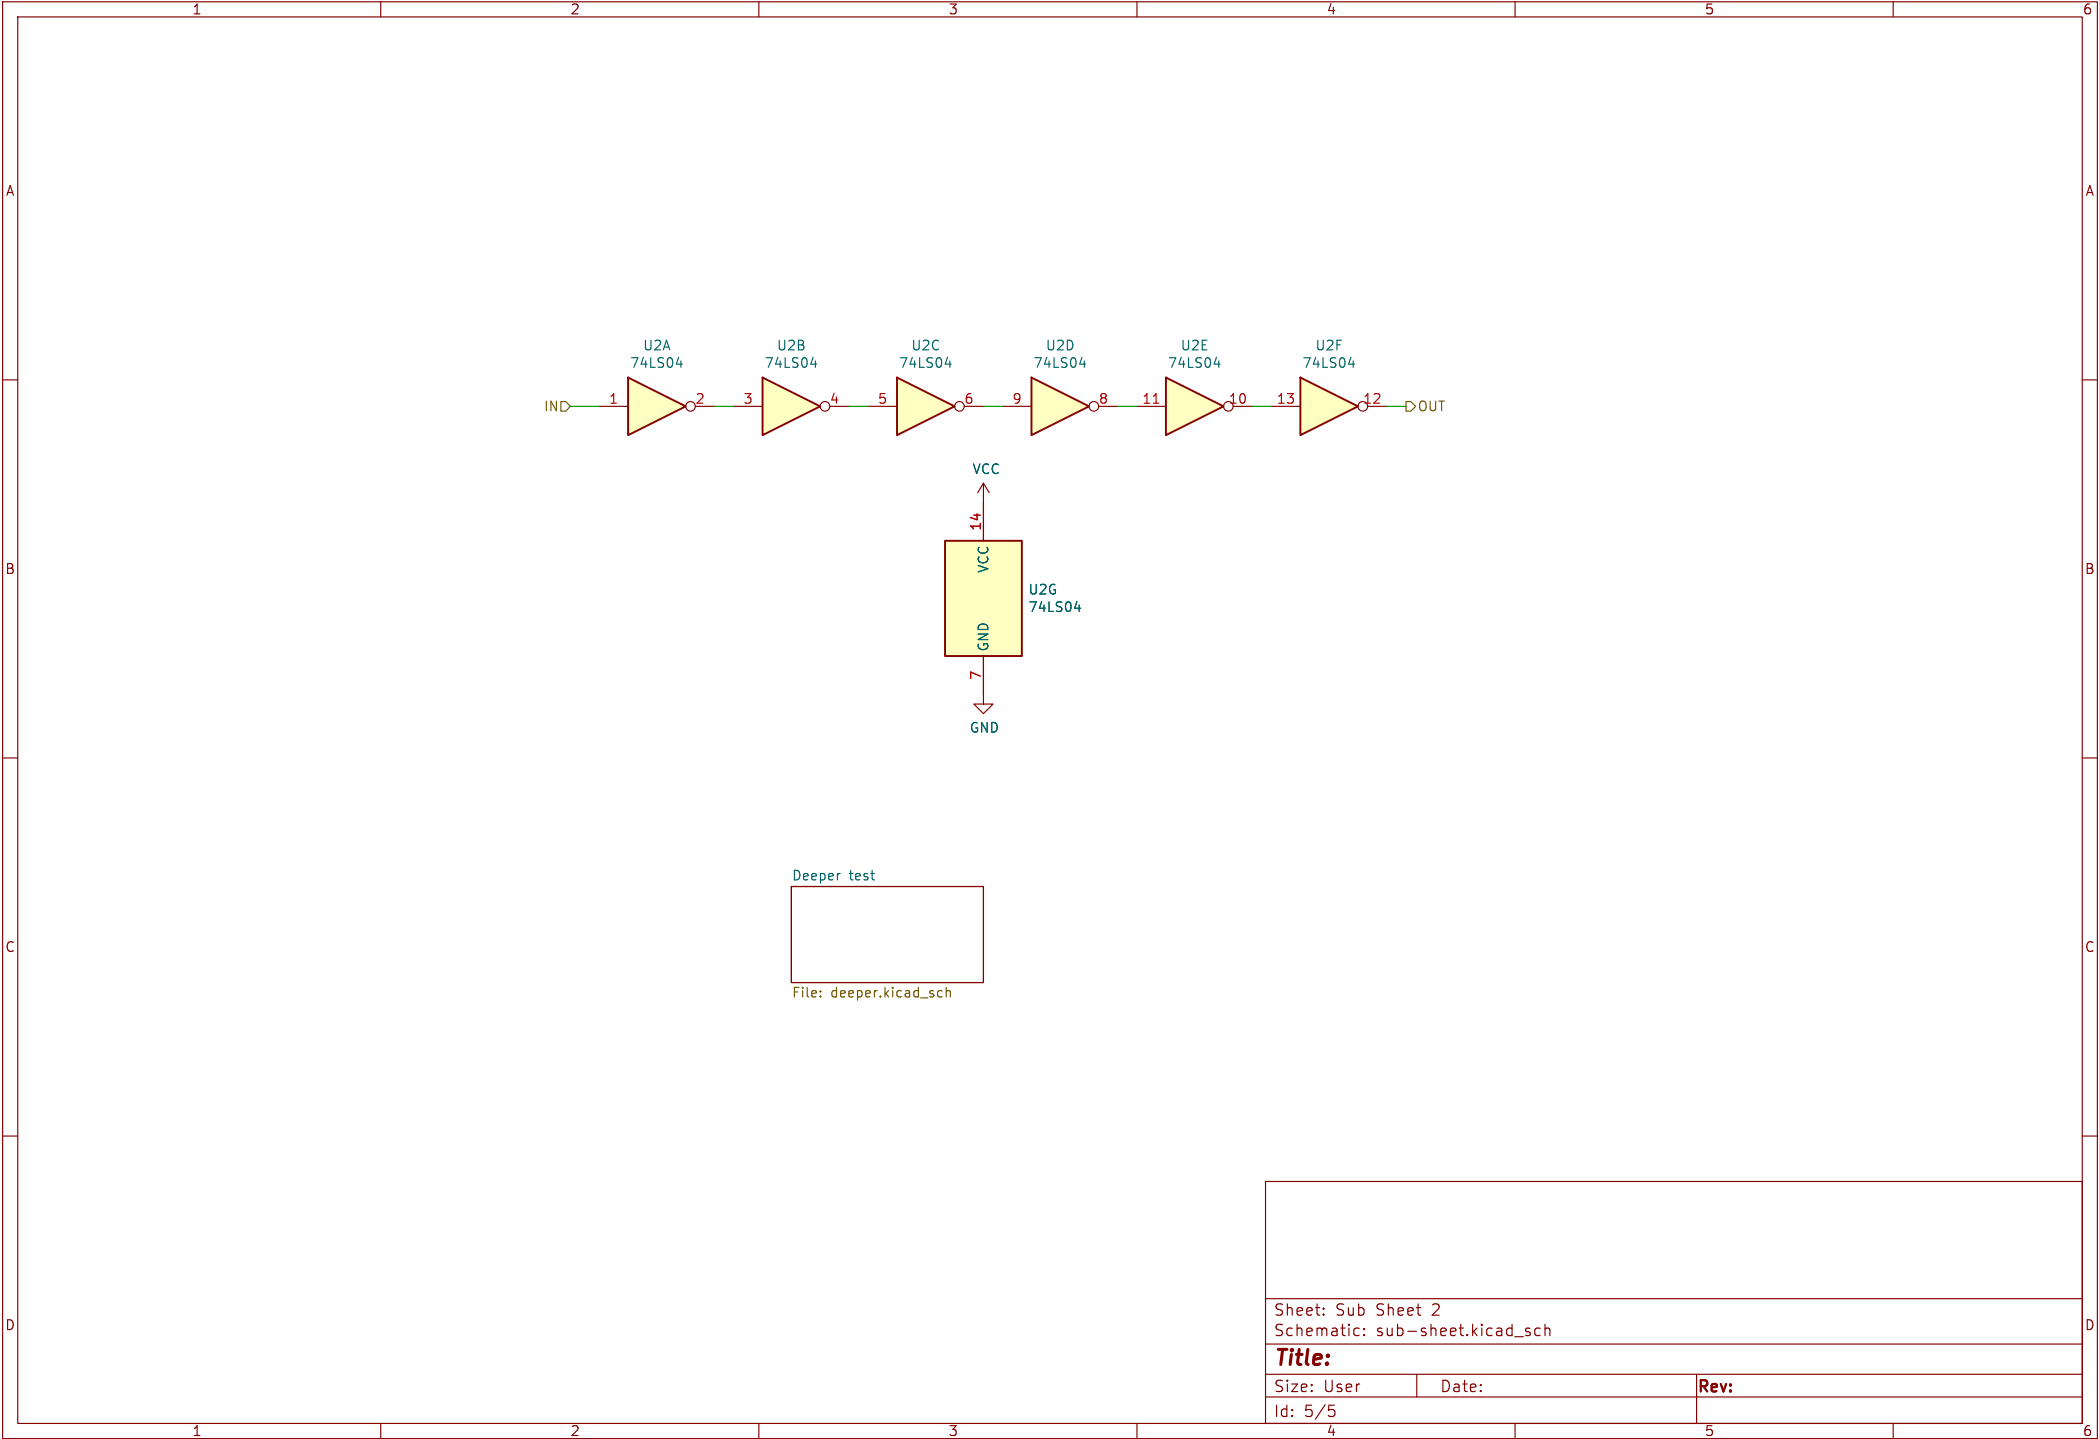 1 2 3 4 5 6
A A
U2A U2B U2C U2D U2E U2F
74LS04 74LS04 74LS04 74LS04 74LS04 74LS04
IN 1 2 3 4 5 6 9 8 11 10 13 12 OUT
VCC
14
VCC
B B
U2G
74LS04
GND
7
GND
Deeper test
C C
File: deeper.kicad_sch
Sheet: Sub Sheet 2
D D
Schematic: sub-sheet.kicad_sch
Title:
Size: User Date: Rev:
Id: 5/5
1 2 3 4 5 6